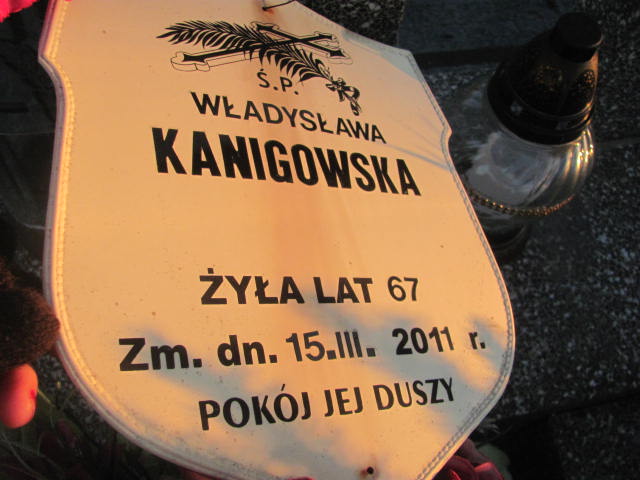 Ś.P.
WŁADYSŁAWA
KANIGOWSKA
ŻYŁA LAT 67
Zm. dn. 15.III. 2011 r.
POKÓJ JEJ DUSZY